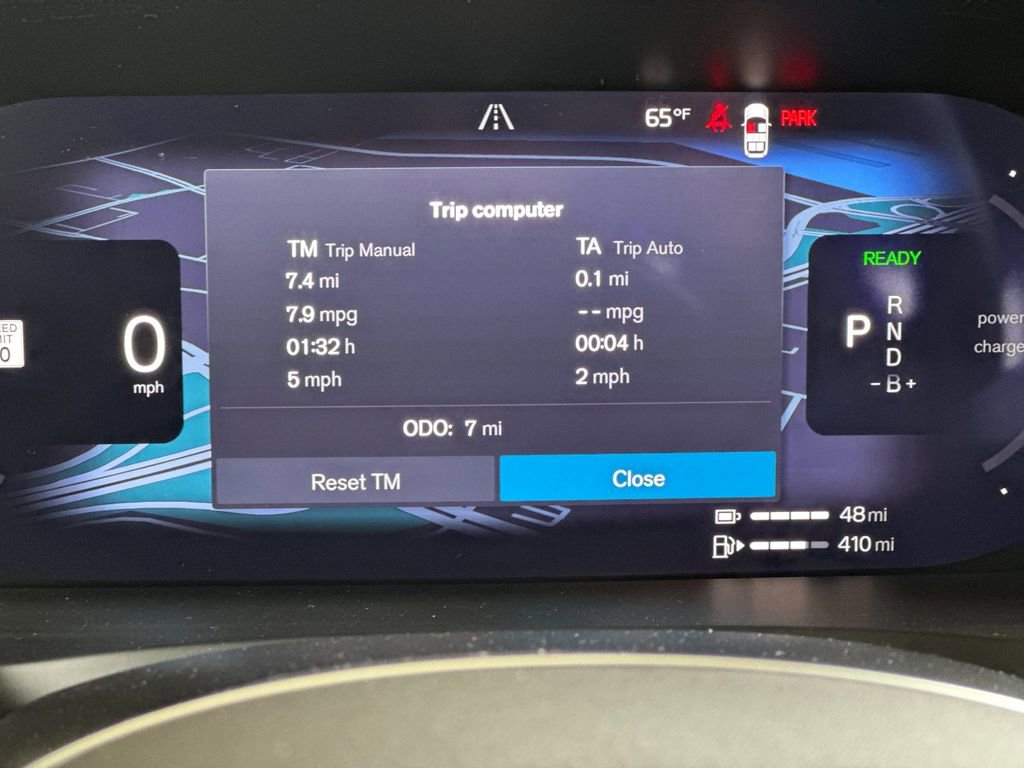 65°F PARK
Trip computer
TM Trip Manual
7.4 mi
7.9 mpg
01:32 h
5 mph
TA Trip Auto
0.1 mi
-- mpg
00:04 h
2 mph
ODO: 7 mi
Reset TM
Close
0
mph
READY
P
R
N
D
-B+
power
charge
48 mi
410 mi